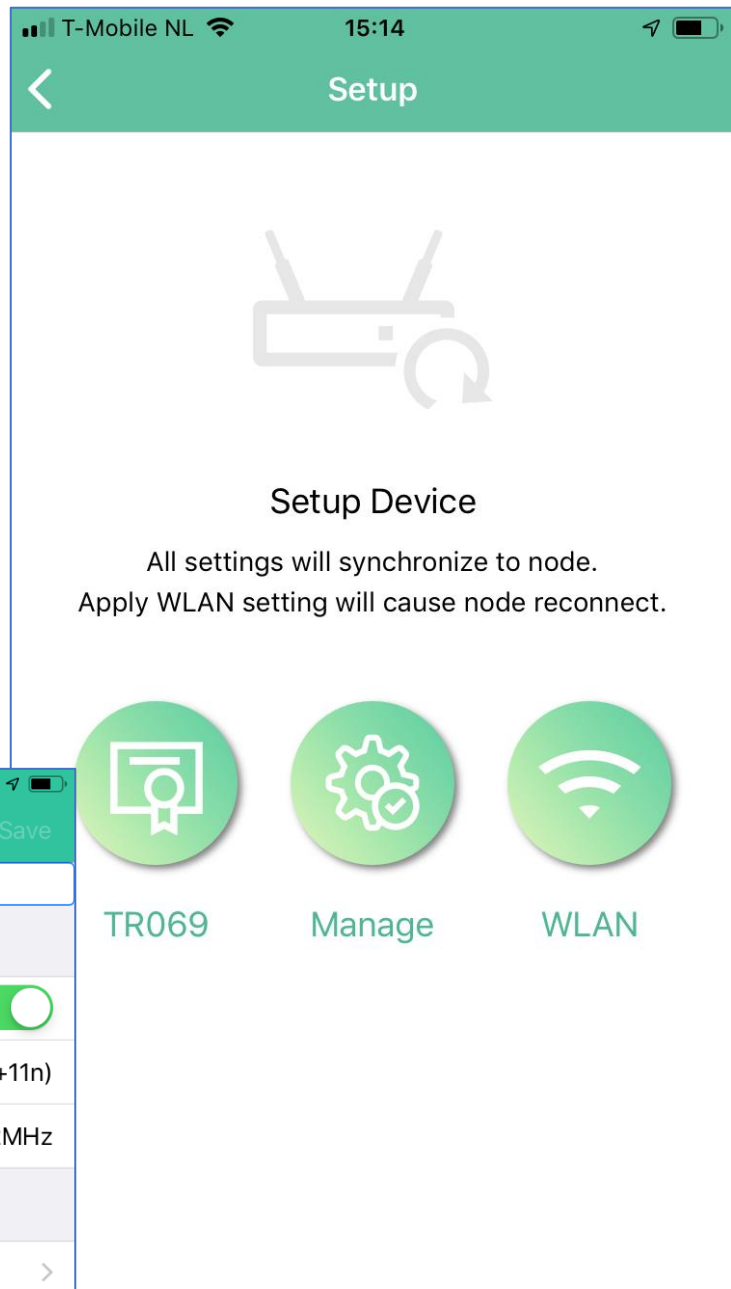 T-Mobile NL
15:14
Setup
Setup Device
All settings will synchronize to node.
Apply WLAN setting will cause node reconnect.
TR069
Manage
WLAN
Save
+11n)
MHz